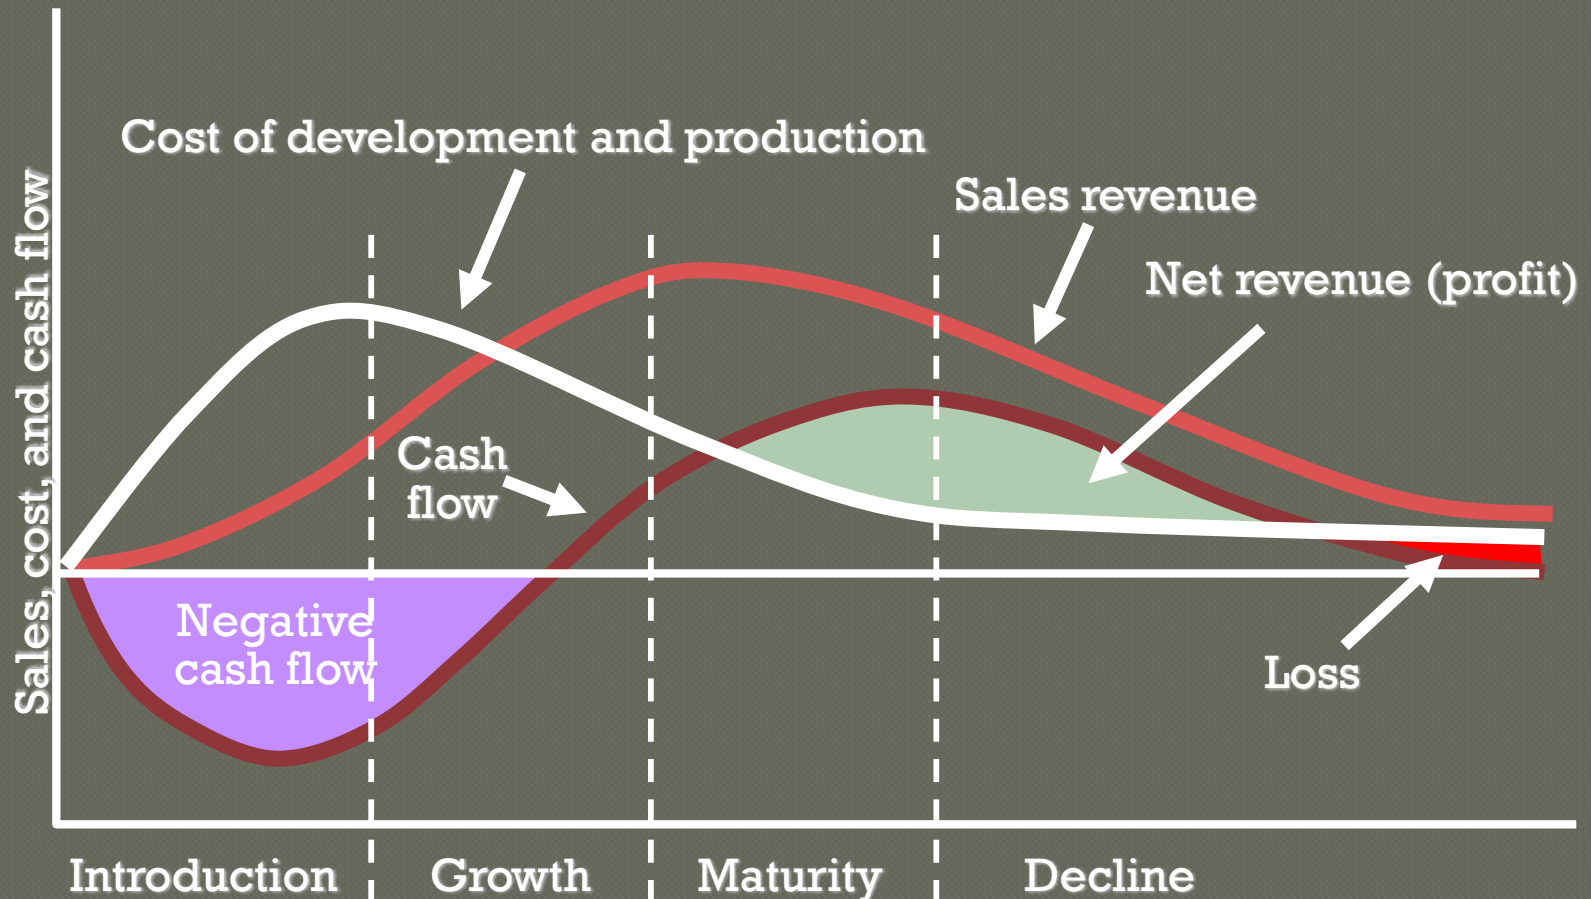 Sales, cost, and cash flow
Cost of development and production
Sales revenue
Net revenue (profit)
Cash
flow
Negative
cash flow
Loss
Introduction
Growth
Maturity
Decline